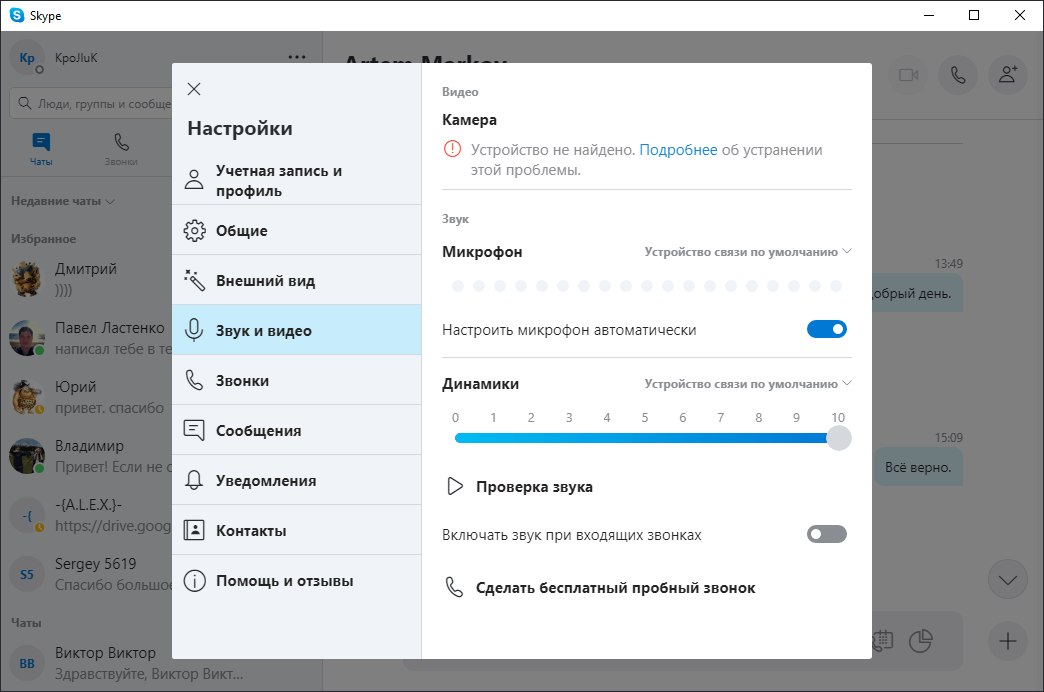 Skype
Kp
KpoJIuK
Люди, группы и сообще
Чаты
Звонки
Недавние чаты
Избранное
Дмитрий
))))
Павел Ластенко
написал тебе в те
Юрий
привет. спасибо
Владимир
Привет! Если не с
-{
-{A.L.E.X.}-
https://drive.goog
S5
Sergey 5619
Спасибо большое
Чаты
ВВ
Виктор Виктор
Здравствуйте, Виктор Викт...
Настройки
Учетная запись и
профиль
Общие
Внешний вид
Звук и видео
Звонки
Сообщения
Уведомления
Контакты
Помощь и отзывы
Видео
Камера
Устройство не найдено. Подробнее об устранении
этой проблемы.
Звук
Микрофон
Устройство связи по умолчанию
Настроить микрофон автоматически
Динамики
Устройство связи по умолчанию
0 1 2 3 4 5 6 7 8 9 10
Проверка звука
Включать звук при входящих звонках
Сделать бесплатный пробный звонок
13:49
добрый день.
15:09
Всё верно.